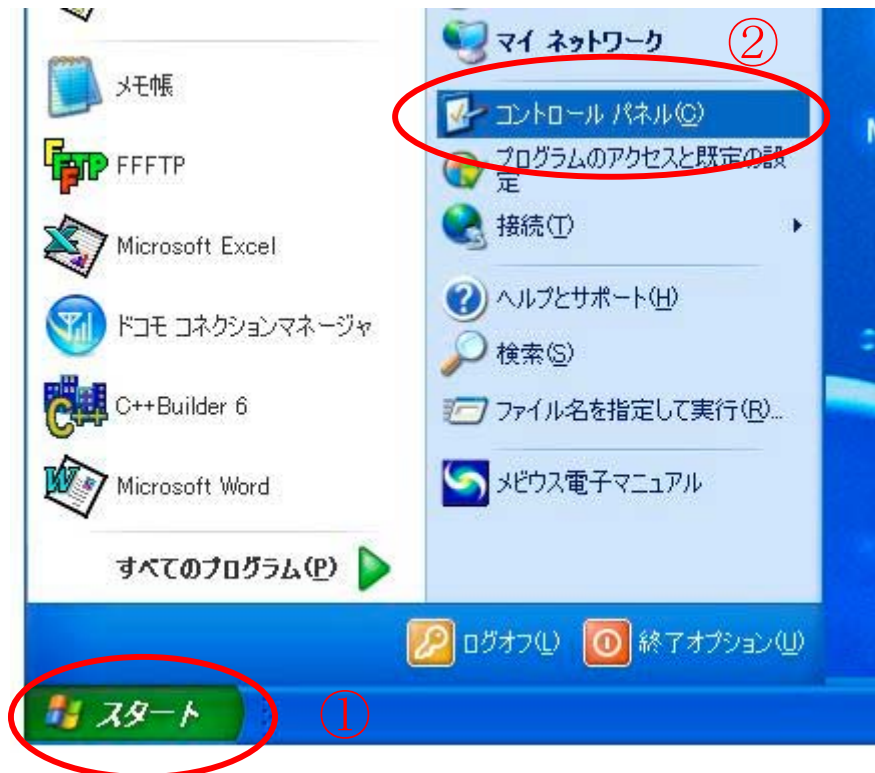 メモ帳
FFFTP
Microsoft Excel
ドコモ コネクションマネージャ
C++Builder 6
Microsoft Word
すべてのプログラム(P)
マイ ネットワーク
②
コントロール パネル(C)
プログラムのアクセスと既定の設
定
接続(T)
ヘルプとサポート(H)
検索(S)
ファイル名を指定して実行(R)...
メビウス電子マニュアル
ログオフ(L)
終了オプション(U)
スタート
①